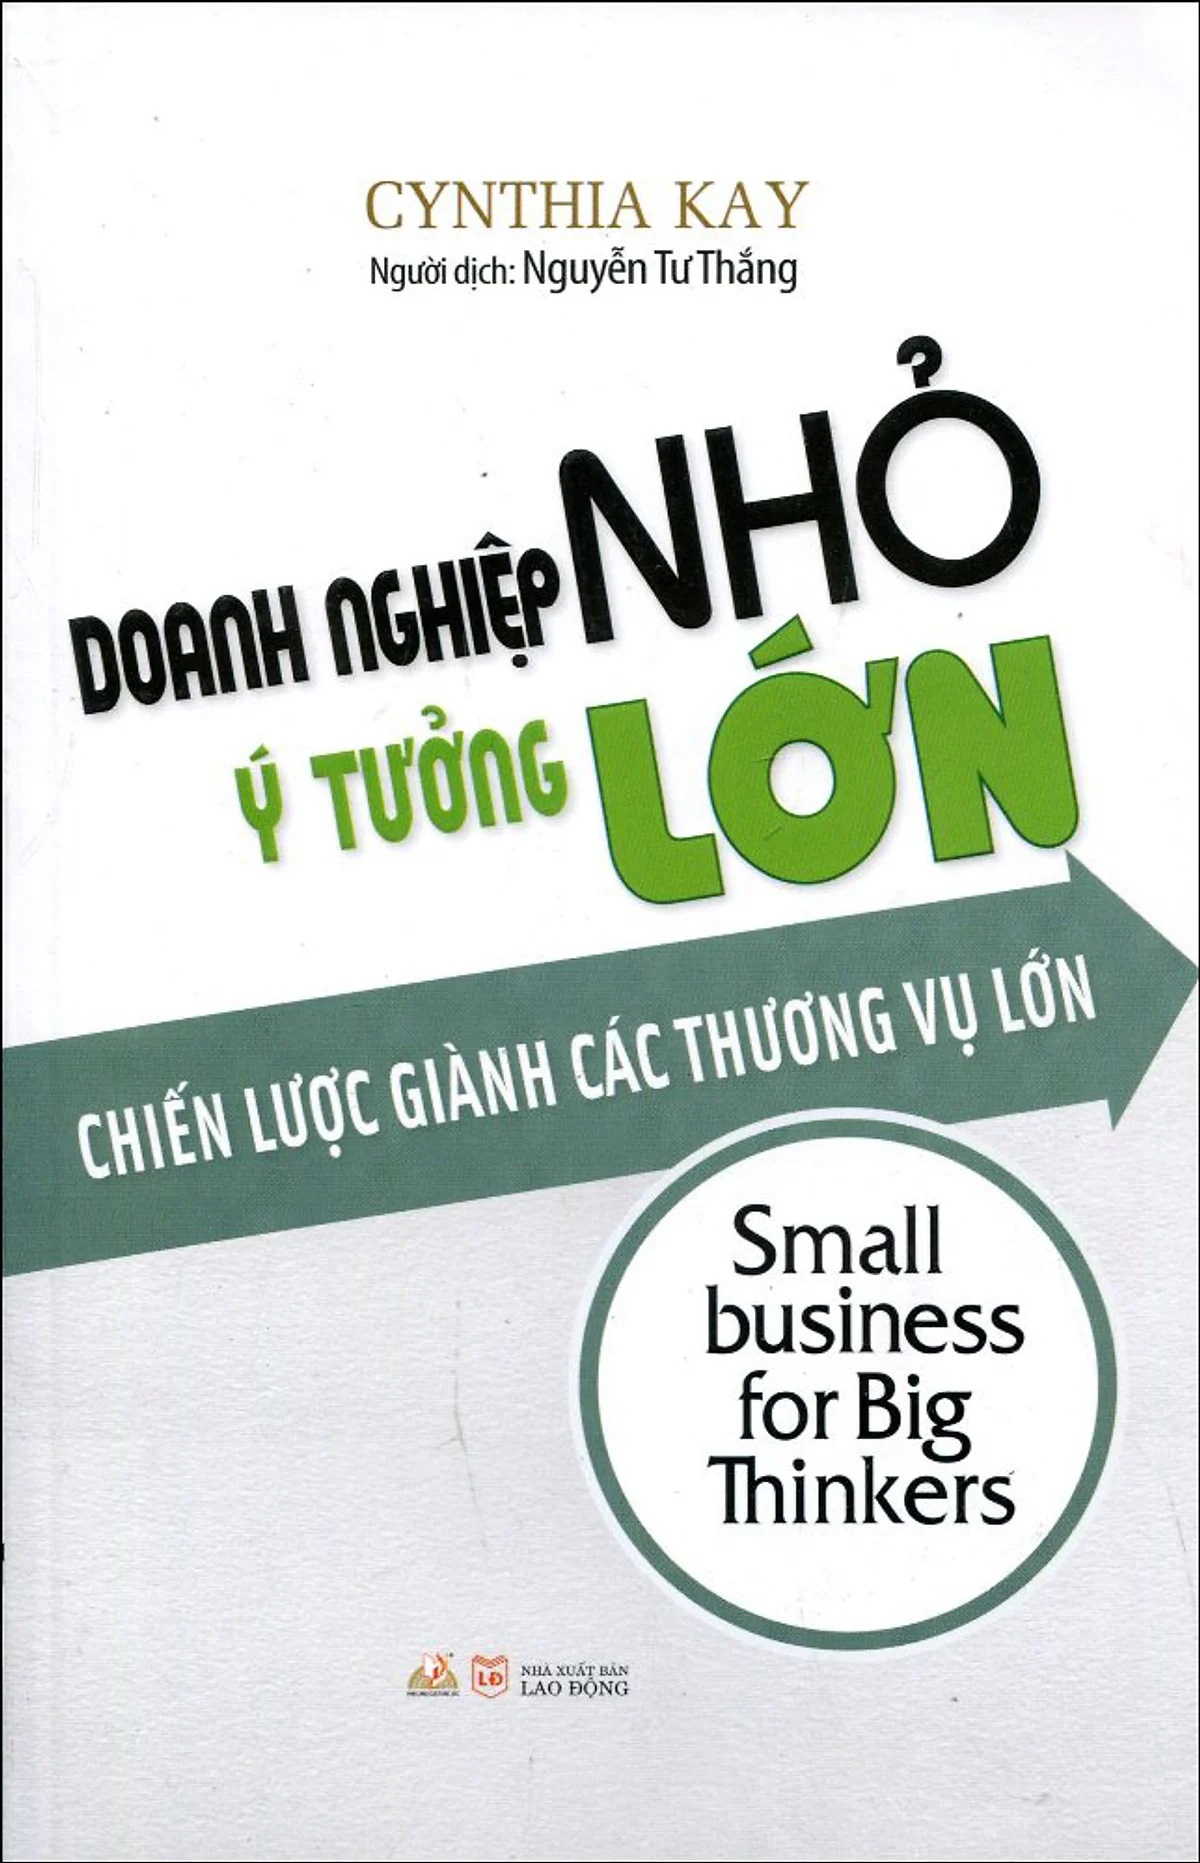 CYNTHIA KAY
Người dịch: Nguyễn Tư Thắng
DOANH NGHIỆP NHỎ
Ý TƯỞNG LỚN
CHIẾN LƯỢC GIÀNH CÁC THƯƠNG VỤ LỚN
Small
business
for Big
Thinkers
LĐ
NHÀ XUẤT BẢN
LAO ĐỘNG